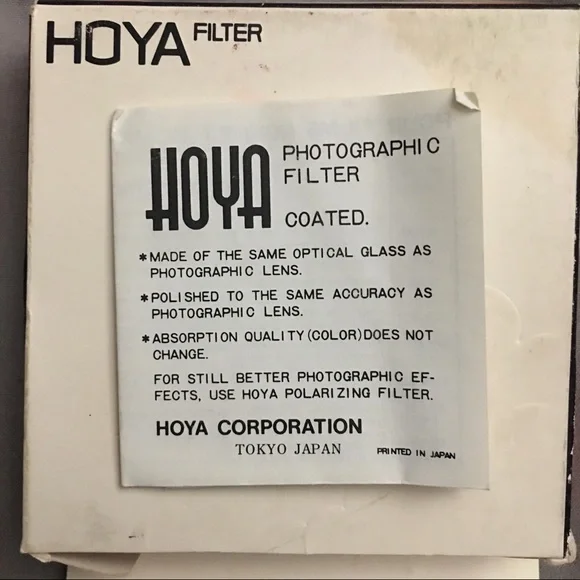 HOYA FILTER
HOYA PHOTOGRAPHIC
FILTER
COATED.
*MADE OF THE SAME OPTICAL GLASS AS
PHOTOGRAPHIC LENS.
*POLISHED TO THE SAME ACCURACY AS
PHOTOGRAPHIC LENS.
*ABSORPTION QUALITY(COLOR)DOES NOT
CHANGE.
FOR STILL BETTER PHOTOGRAPHIC EF-
FECTS, USE HOYA POLARIZING FILTER.
HOYA CORPORATION
TOKYO JAPAN
PRINTED IN JAPAN